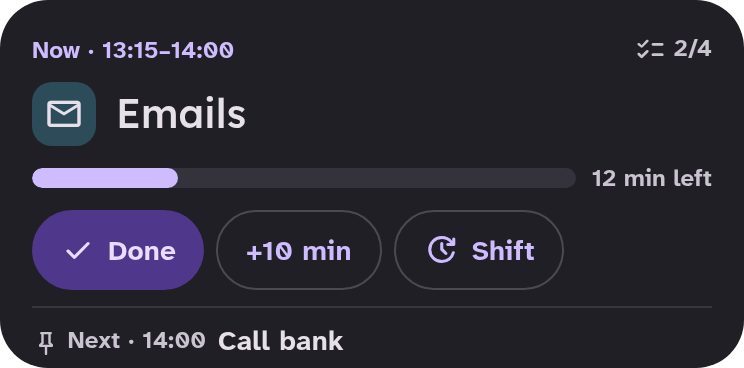 Now · 13:15–14:00
2/4
Emails
12 min left
Done
+10 min
Shift
Next · 14:00 Call bank